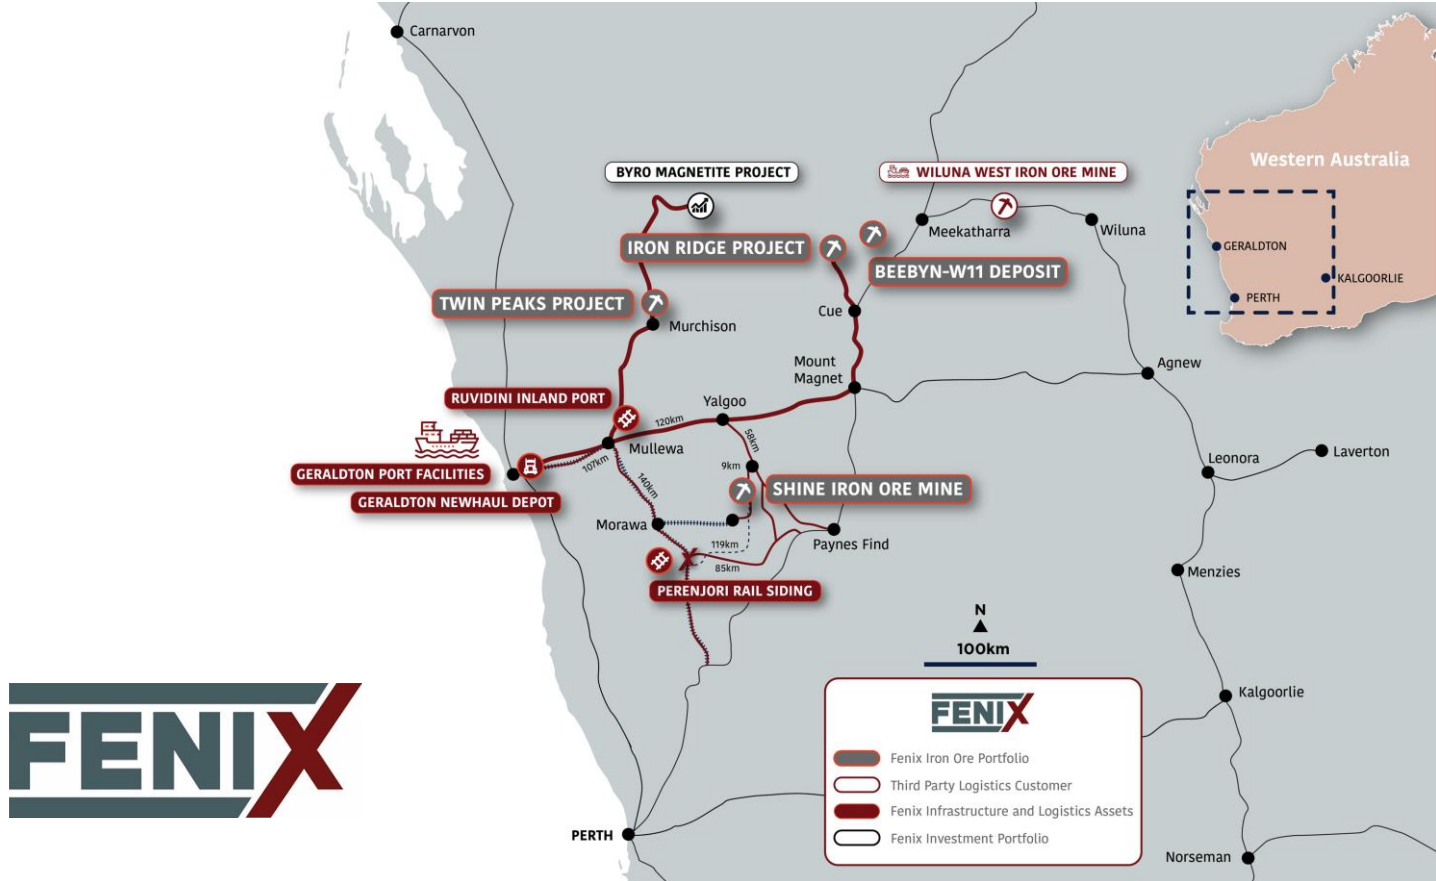 Carnarvon
BYRO MAGNETITE PROJECT
WILUNA WEST IRON ORE MINE
Western Australia
IRON RIDGE PROJECT
Meekatharra
Wiluna
GERALDTON
BEEBYN-W11 DEPOSIT
KALGOORLIE
PERTH
TWIN PEAKS PROJECT
Cue
Murchison
Mount
Magnet
Agnew
RUVIDINI INLAND PORT
Yalgoo
120km
58km
Mullewa
107km
9km
Leonora
Laverton
GERALDTON PORT FACILITIES
140km
SHINE IRON ORE MINE
GERALDTON NEWHAUL DEPOT
Morawa
119km
Paynes Find
85km
Menzies
PERENJORI RAIL SIDING
N
100km
Kalgoorlie
FENIX
FENIX
Fenix Iron Ore Portfolio
Third Party Logistics Customer
Fenix Infrastructure and Logistics Assets
Fenix Investment Portfolio
PERTH
Norseman